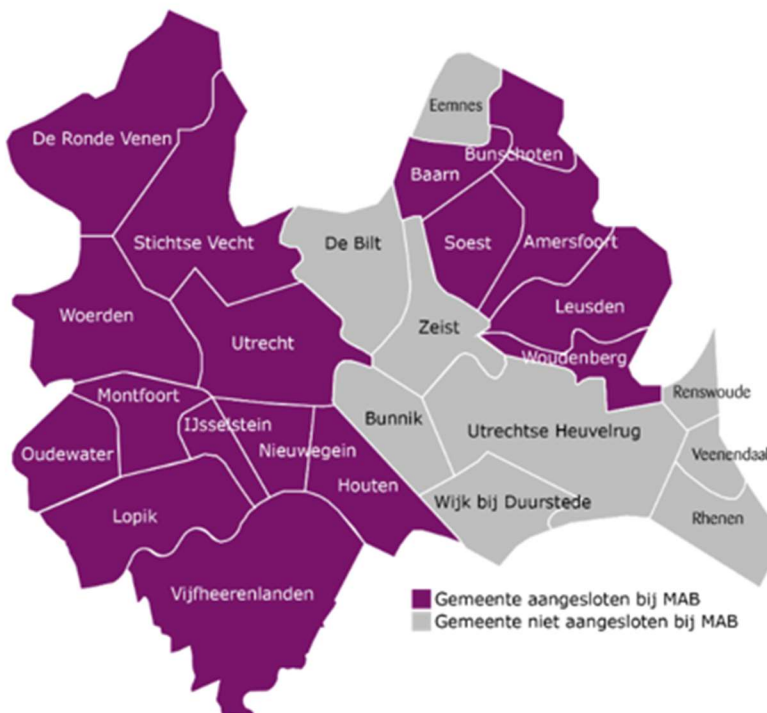 Eemnes
De Ronde Venen
Bunschoten
Baarn
Stichtse Vecht
De Bilt
Soest
Amersfoort
Leusden
Woerden
Zeist
Utrecht
Woudenberg
Montfoort
Renswoude
IJsselstein
Bunnik
Utrechtse Heuvelrug
Oudewater
Nieuwegein
Veenendaal
Houten
Wijk bij Duurstede
Lopik
Rhenen
Vijfheerenlanden
Gemeente aangesloten bij MAB
Gemeente niet aangesloten bij MAB